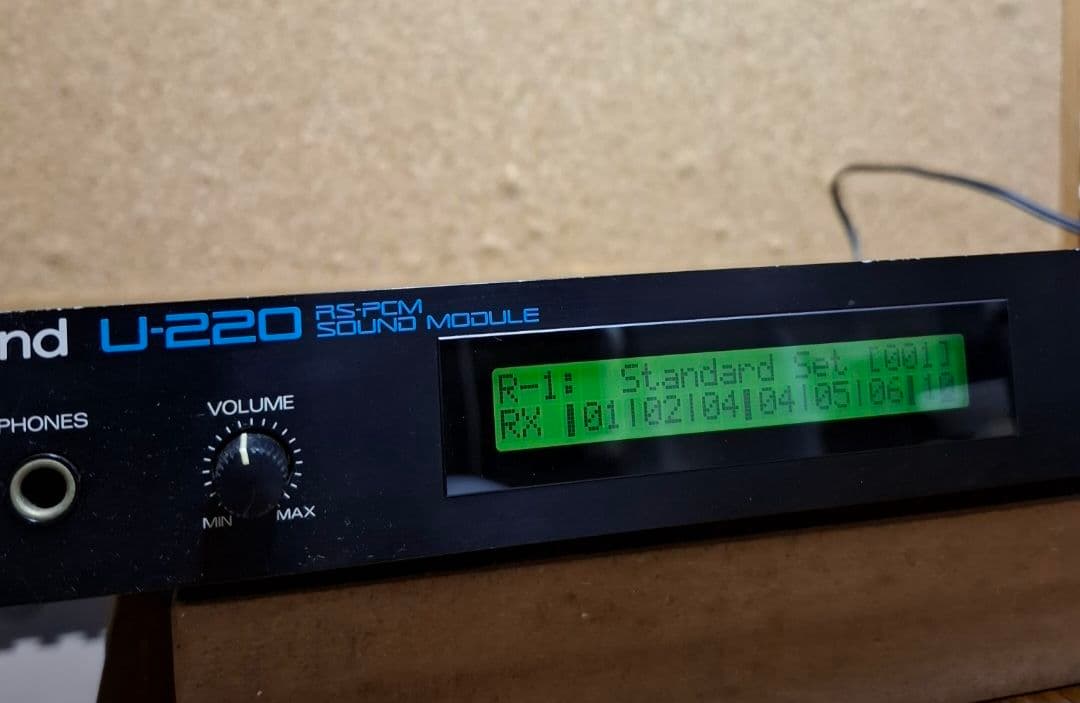 nd U-220 RS-PCM
SOUND MODULE
PHONES
VOLUME
MIN MAX
R-1: Standard Set [001]
RX |01|02|04|04|05|06|10